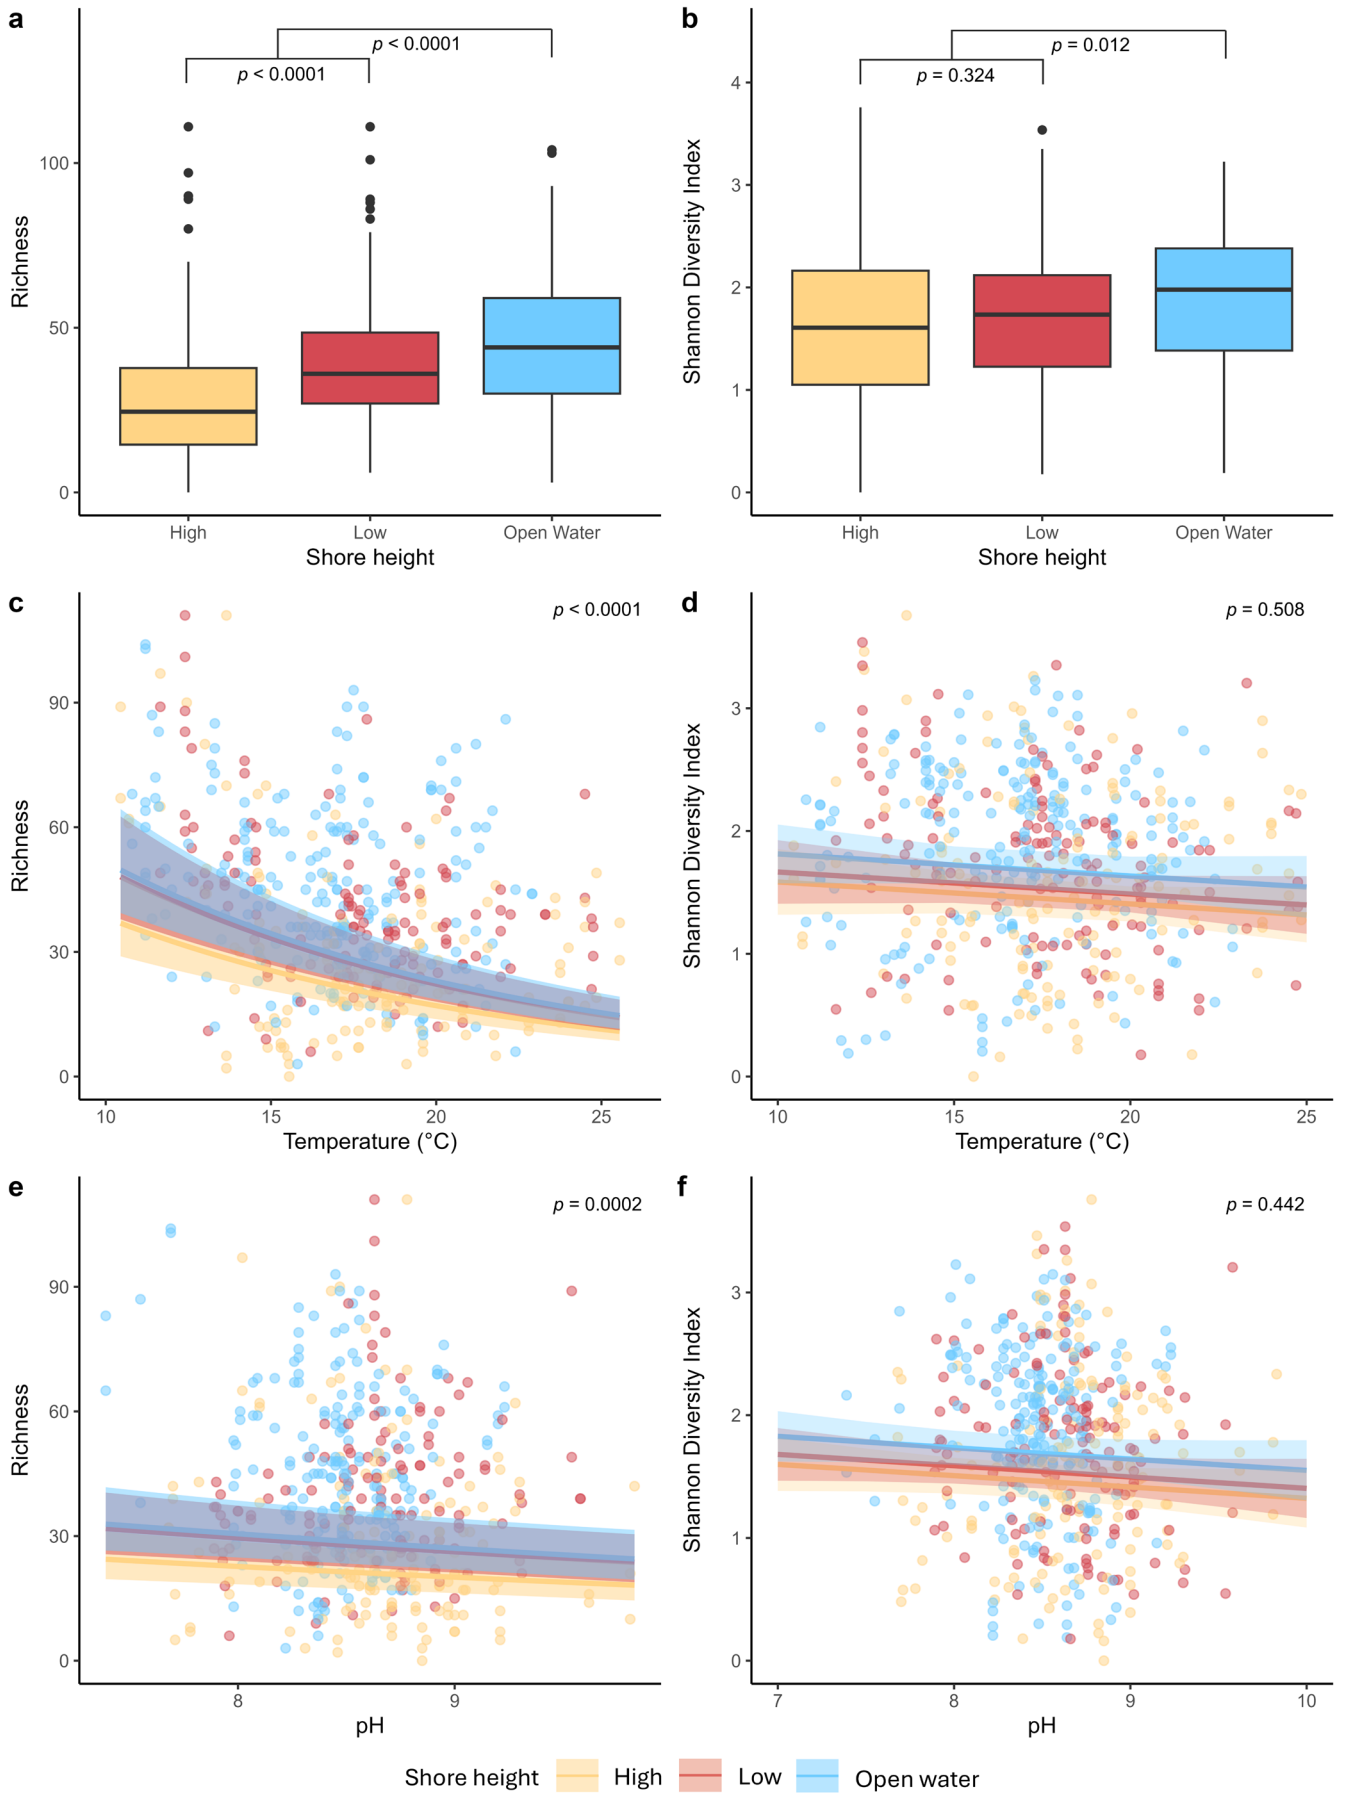 a
p < 0.0001
p < 0.0001
100
50
0
Richness
High
Low
Open Water
Shore height
b
p = 0.012
p = 0.324
4
3
2
1
0
Shannon Diversity Index
High
Low
Open Water
Shore height
c
p < 0.0001
90
60
30
0
Richness
10
15
20
25
Temperature (°C)
d
p = 0.508
3
2
1
0
Shannon Diversity Index
10
15
20
25
Temperature (°C)
e
p = 0.0002
90
60
30
0
Richness
8
9
pH
f
p = 0.442
3
2
1
0
Shannon Diversity Index
7
8
9
10
pH
Shore height High Low Open water